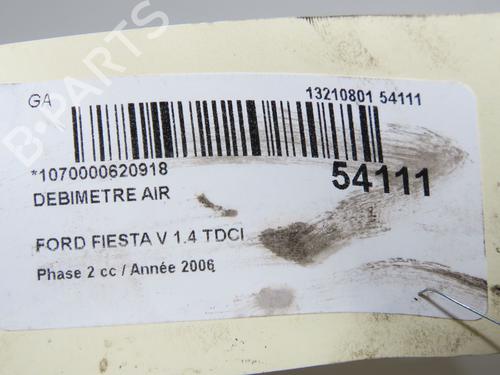 GA
13210801 54111
*1070000620918
54111
DEBIMETRE AIR
FORD FIESTA V 1.4 TDCI
Phase 2 cc / Année 2006
B-PARTS